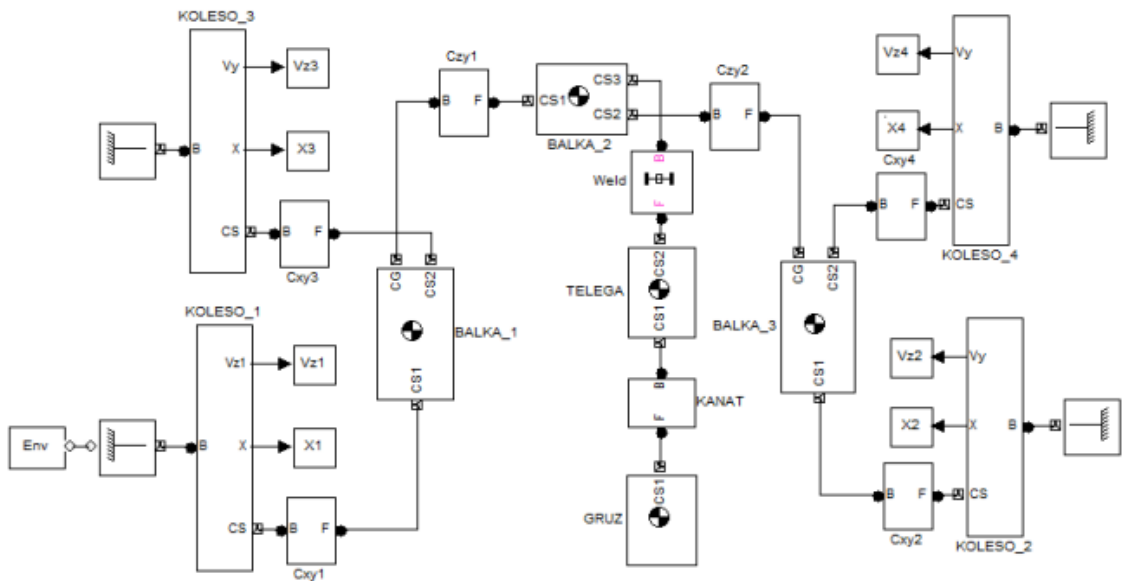 KOLESO_3
Vy
Vz3
B
X
X3
CS
B
F
Cxy3
KOLESO_1
Vz1
Vz1
Env
B
X
X1
CS
B
F
Cxy1
CG
CS2
BALKA_1
CS1
Czy1
B
F
CS1
CS3
CS2
BALKA_2
Czy2
B
F
B
Weld
F
CS2
TELEGA
CS1
B
KANAT
F
CS1
GRUZ
CG
CS2
BALKA_3
CS1
KOLESO_4
Vz4
Vy
X4
X
B
Cxy4
B
F
CS
Vz2
Vy
X2
X
B
B
F
CS
Cxy2
KOLESO_2